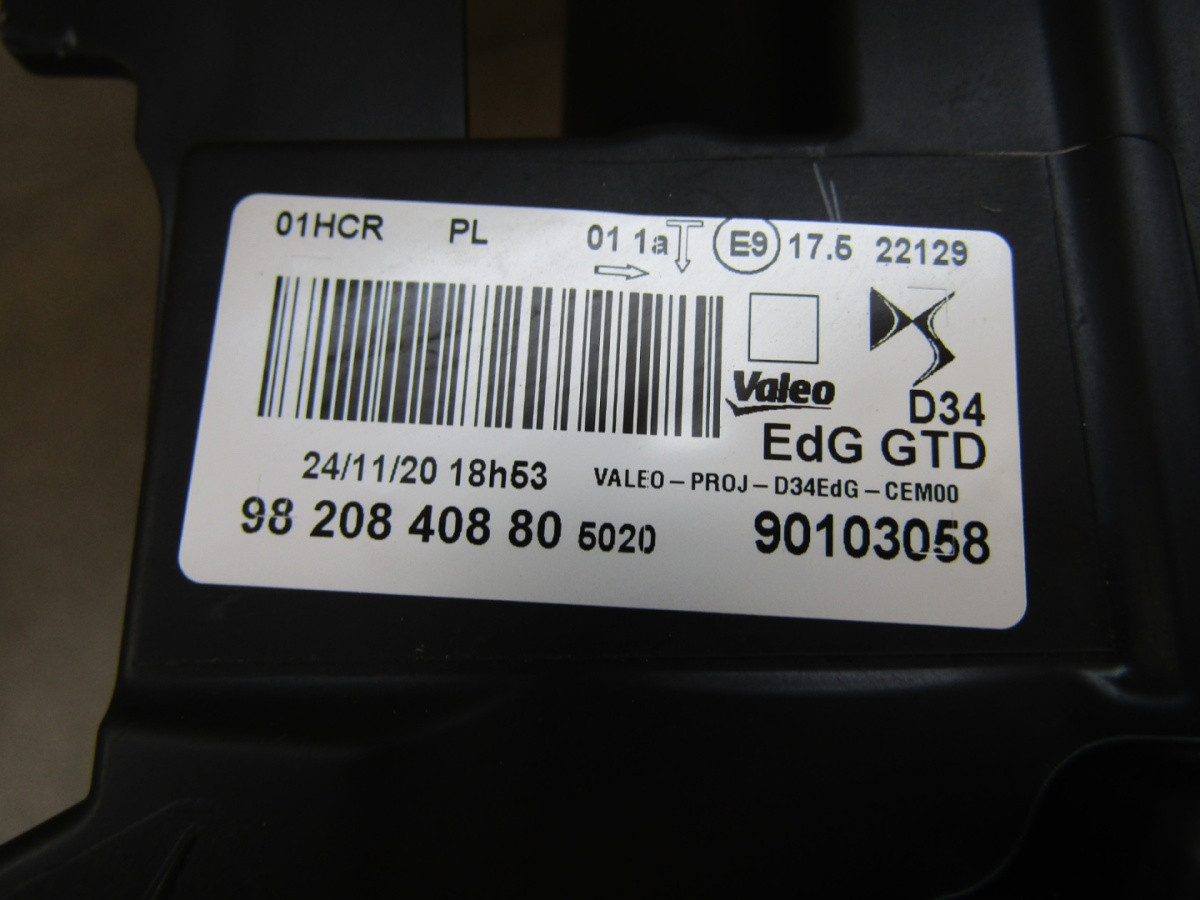 01HCR PL 01 1a E9 17.5 22129
Valeo
D34
EdG GTD
24/11/20 18h53 VALEO-PROJ-D34EdG-CEM00
98 208 408 80 5020 90103058